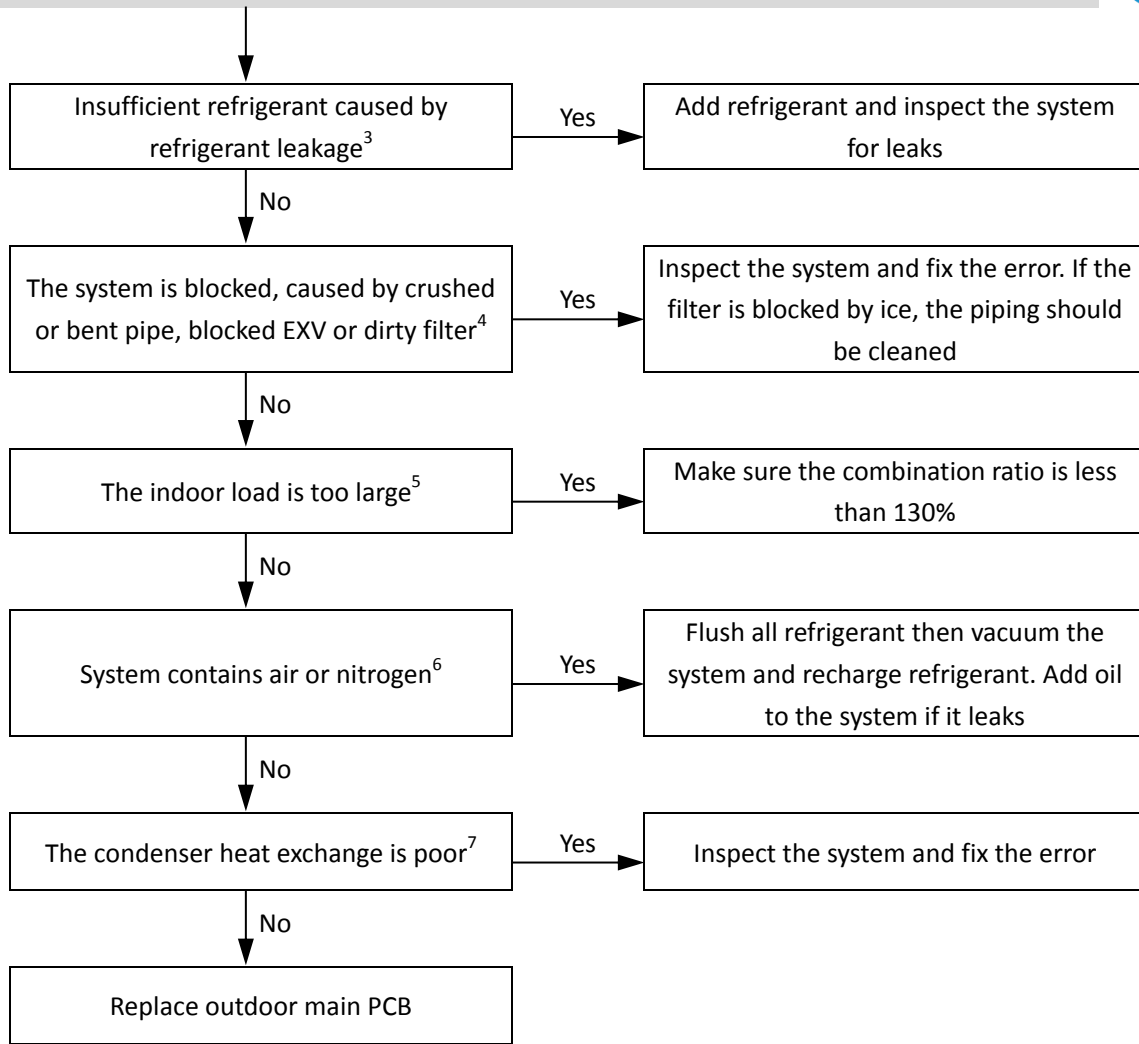 Insufficient refrigerant caused by
refrigerant leakage³
Yes
Add refrigerant and inspect the system
for leaks
No
The system is blocked, caused by crushed
or bent pipe, blocked EXV or dirty filter⁴
Yes
Inspect the system and fix the error. If the
filter is blocked by ice, the piping should
be cleaned
No
The indoor load is too large⁵
Yes
Make sure the combination ratio is less
than 130%
No
System contains air or nitrogen⁶
Yes
Flush all refrigerant then vacuum the
system and recharge refrigerant. Add oil
to the system if it leaks
No
The condenser heat exchange is poor⁷
Yes
Inspect the system and fix the error
No
Replace outdoor main PCB